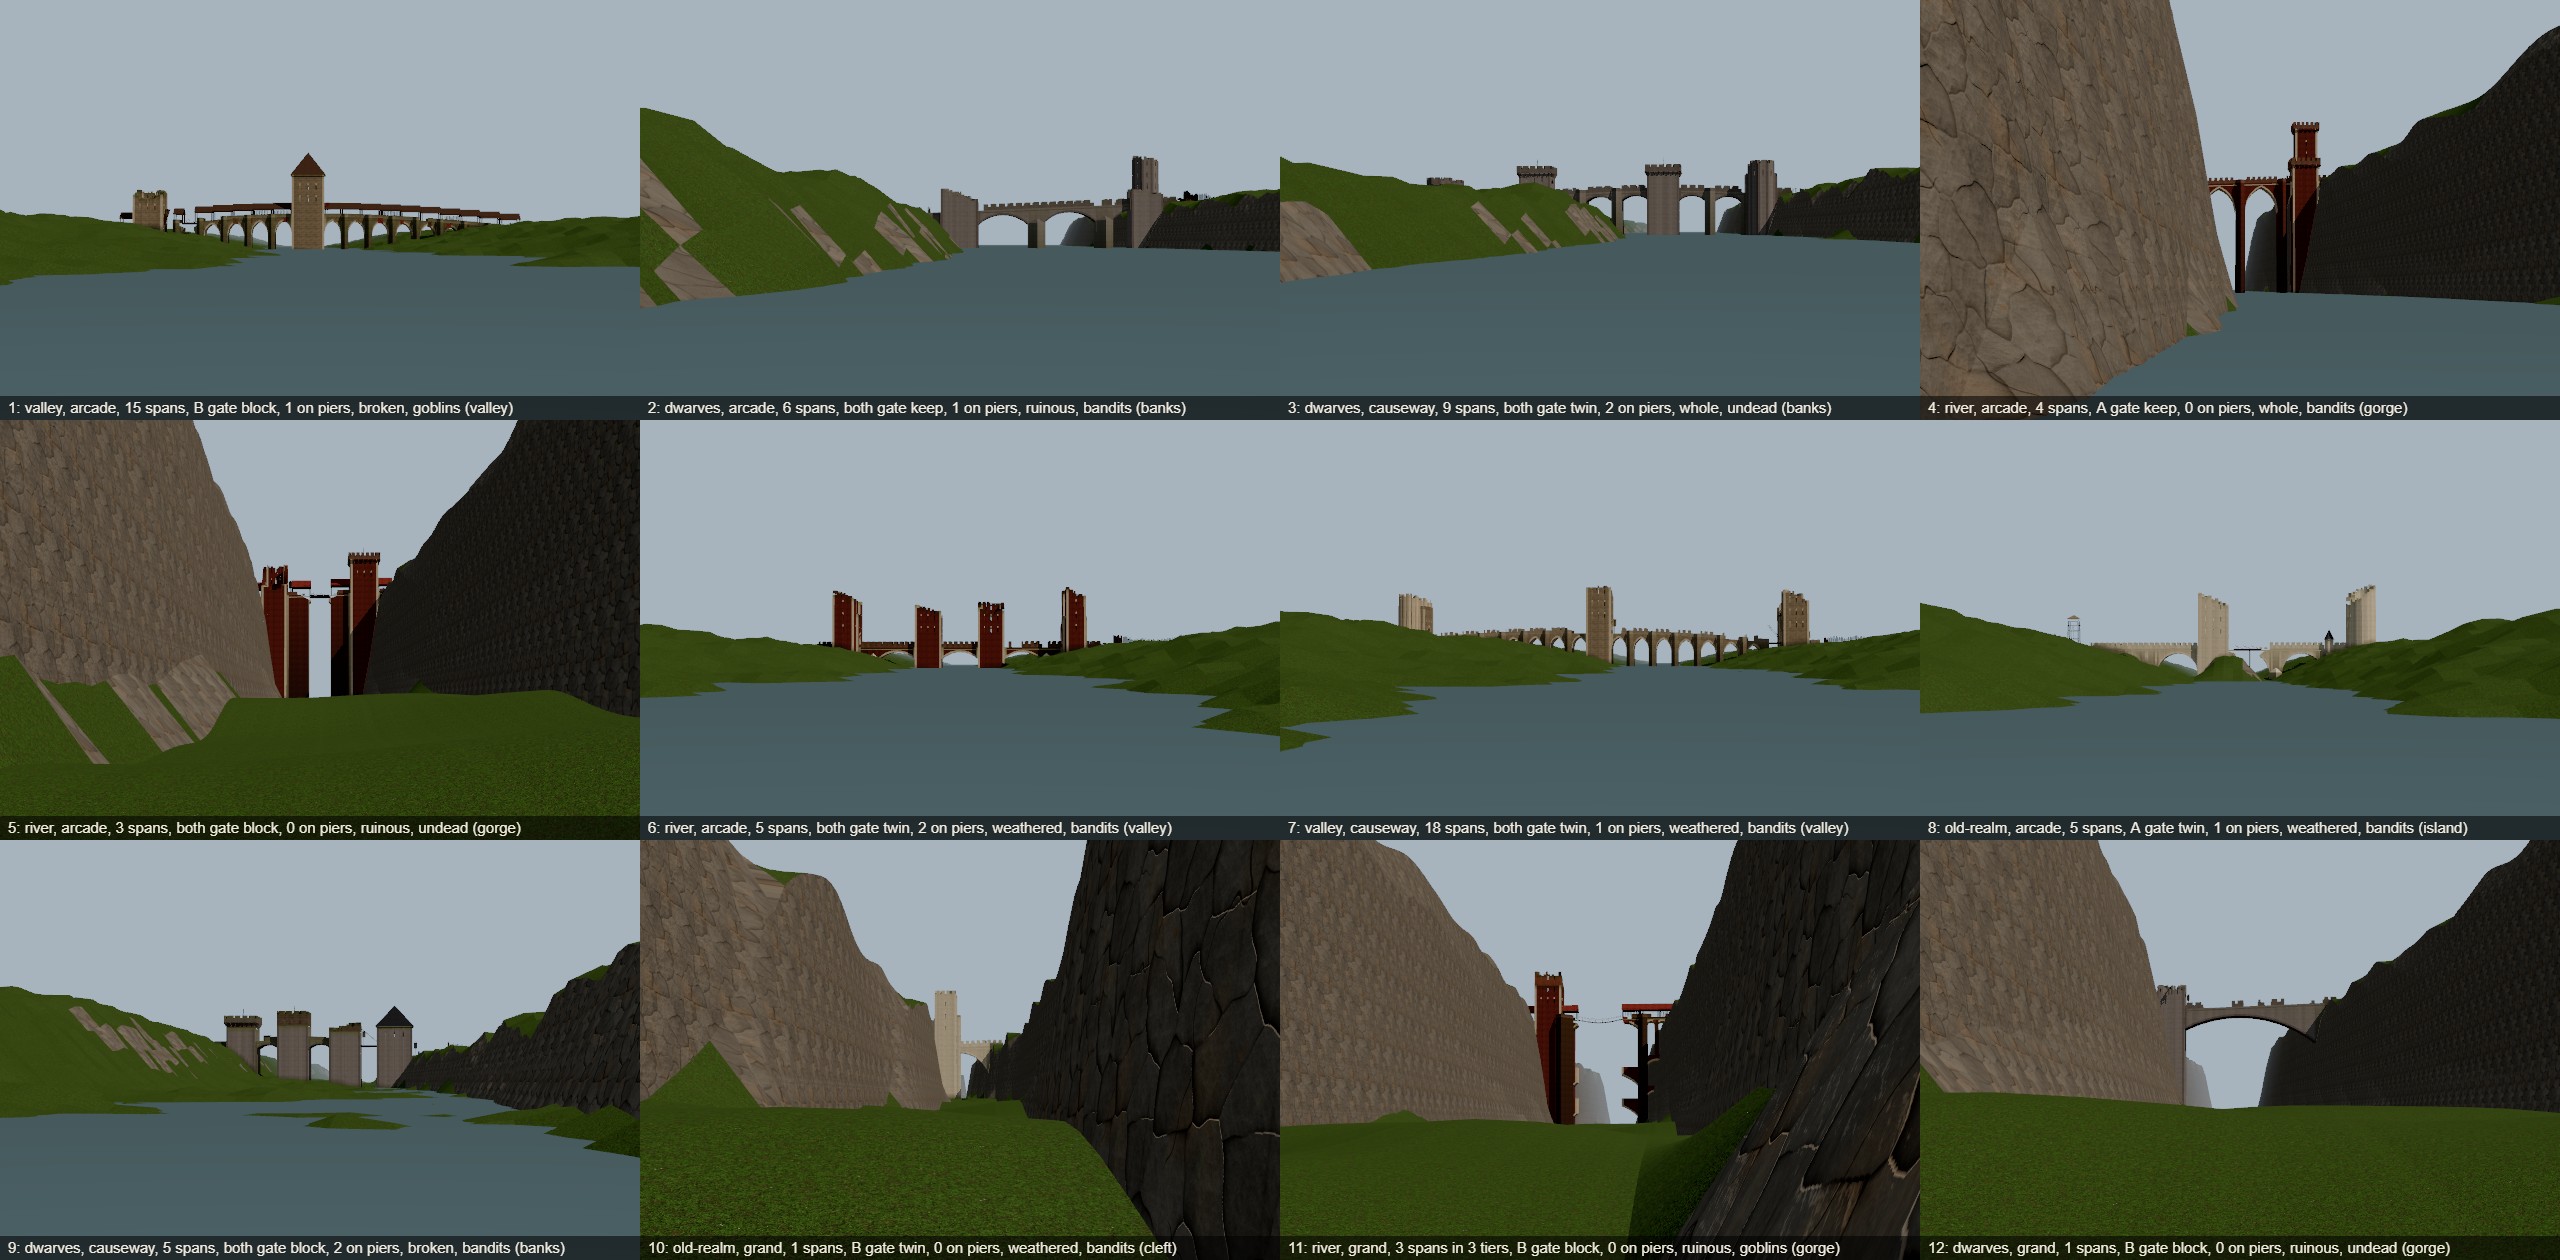 1: valley, arcade, 15 spans, B gate block, 1 on piers, broken, goblins (valley)
2: dwarves, arcade, 6 spans, both gate keep, 1 on piers, ruinous, bandits (banks)
3: dwarves, causeway, 9 spans, both gate twin, 2 on piers, whole, undead (banks)
4: river, arcade, 4 spans, A gate keep, 0 on piers, whole, bandits (gorge)
5: river, arcade, 3 spans, both gate block, 0 on piers, ruinous, undead (gorge)
6: river, arcade, 5 spans, both gate twin, 2 on piers, weathered, bandits (valley)
7: valley, causeway, 18 spans, both gate twin, 1 on piers, weathered, bandits (valley)
8: old-realm, arcade, 5 spans, A gate twin, 1 on piers, weathered, bandits (island)
9: dwarves, causeway, 5 spans, both gate block, 2 on piers, broken, bandits (banks)
10: old-realm, grand, 1 spans, B gate twin, 0 on piers, weathered, bandits (cleft)
11: river, grand, 3 spans in 3 tiers, B gate block, 0 on piers, ruinous, goblins (gorge)
12: dwarves, grand, 1 spans, B gate block, 0 on piers, ruinous, undead (gorge)